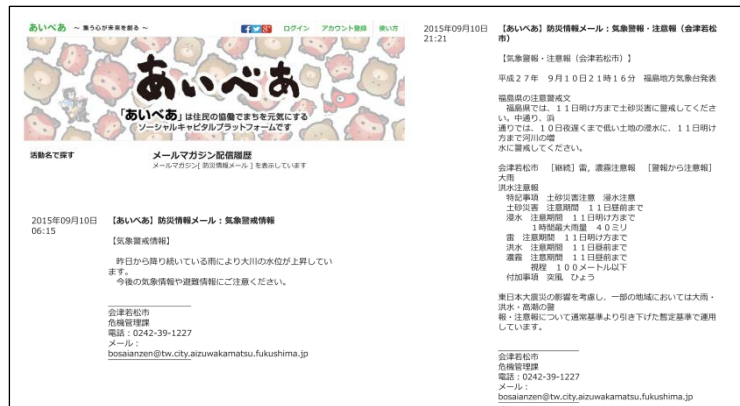 あいべあ ～ 集う心が未来を創る ～
ログイン アカウント登録 使い方
あいべあ
「あいべあ」は住民の協働でまちを元気にする
ソーシャルキャピタルプラットフォームです
活動名で探す
メールマガジン配信履歴
メールマガジン[ 防災情報メール ] を表示しています
2015年09月10日
06:15
【あいべあ】防災情報メール：気象警戒情報
【気象警戒情報】
昨日から降り続いている雨により大川の水位が上昇してい
ます。
今後の気象情報や避難情報にご注意ください。
会津若松市
危機管理課
電話：0242-39-1227
メール：
bosaianzen@tw.city.aizuwakamatsu.fukushima.jp
2015年09月10日
21:21
【あいべあ】防災情報メール：気象警報・注意報（会津若松
市）
【気象警報・注意報（会津若松市）】
平成２７年　９月１０日２１時１６分　福島地方気象台発表
福島県の注意警戒文
福島県では、１１日明け方まで土砂災害に警戒してくださ
い。中通り、浜
通りでは、１０日夜遅くまで低い土地の浸水に、１１日明け
方まで河川の増
水に警戒してください。
会津若松市　［継続］雷，濃霧注意報　［警報から注意報］
大雨
洪水注意報
特記事項　土砂災害注意　浸水注意
土砂災害　注意期間　１１日昼前まで
浸水　注意期間　１１日明け方まで
１時間最大雨量　４０ミリ
雷　注意期間　１１日明け方まで
洪水　注意期間　１１日昼前まで
濃霧　注意期間　１１日昼前まで
視程　１００メートル以下
付加事項　突風　ひょう
東日本大震災の影響を考慮し、一部の地域においては大雨・
洪水・高潮の警
報・注意報について通常基準より引き下げた暫定基準で運用
しています。
会津若松市
危機管理課
電話：0242-39-1227
メール：
bosaianzen@tw.city.aizuwakamatsu.fukushima.jp